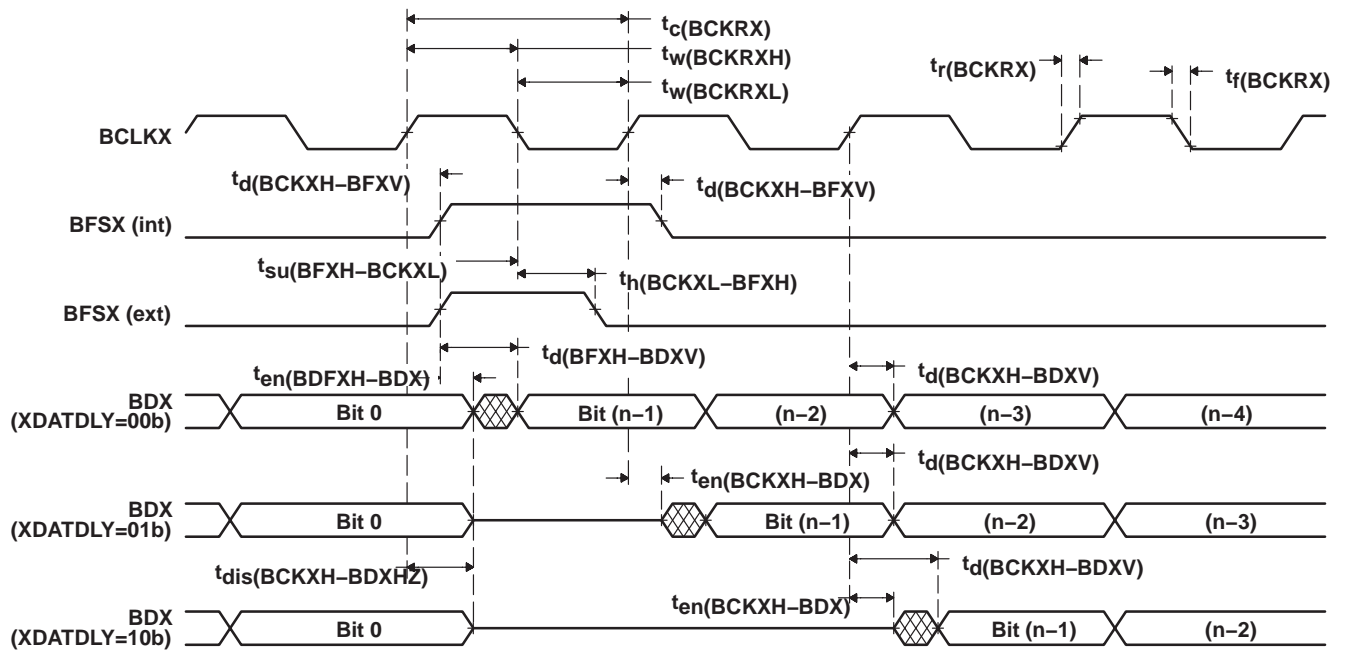 tc(BCKRX)
tw(BCKRXH)
tr(BCKRX)
tf(BCKRX)
tw(BCKRXL)
BCLKX
td(BCKXH–BFXV)
td(BCKXH–BFXV)
BFSX (int)
tsu(BFXH–BCKXL)
th(BCKXL–BFXH)
BFSX (ext)
td(BFXH–BDXV)
ten(BDFXH–BDX)
td(BCKXH–BDXV)
BDX
(XDATDLY=00b)
Bit 0
Bit (n–1)
(n–2)
(n–3)
(n–4)
td(BCKXH–BDXV)
ten(BCKXH–BDX)
BDX
(XDATDLY=01b)
Bit 0
Bit (n–1)
(n–2)
(n–3)
tdis(BCKXH–BDXHZ)
td(BCKXH–BDXV)
ten(BCKXH–BDX)
BDX
(XDATDLY=10b)
Bit 0
Bit (n–1)
(n–2)